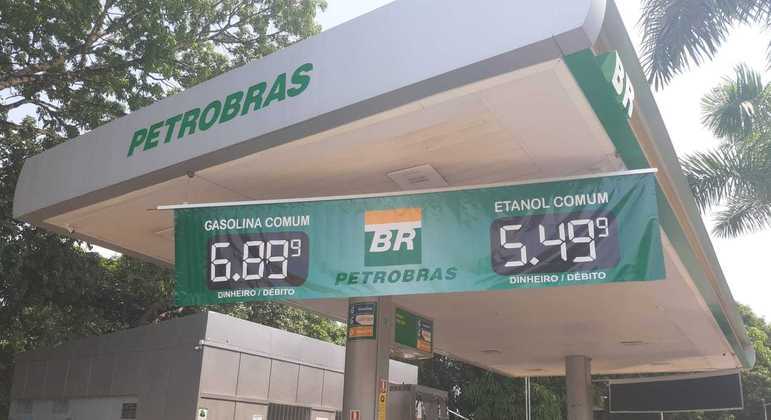 PETROBRAS
BR
GASOLINA COMUM
6.899
DINHEIRO / DÉBITO
BR
PETROBRAS
ETANOL COMUM
5.499
DINHEIRO / DÉBITO